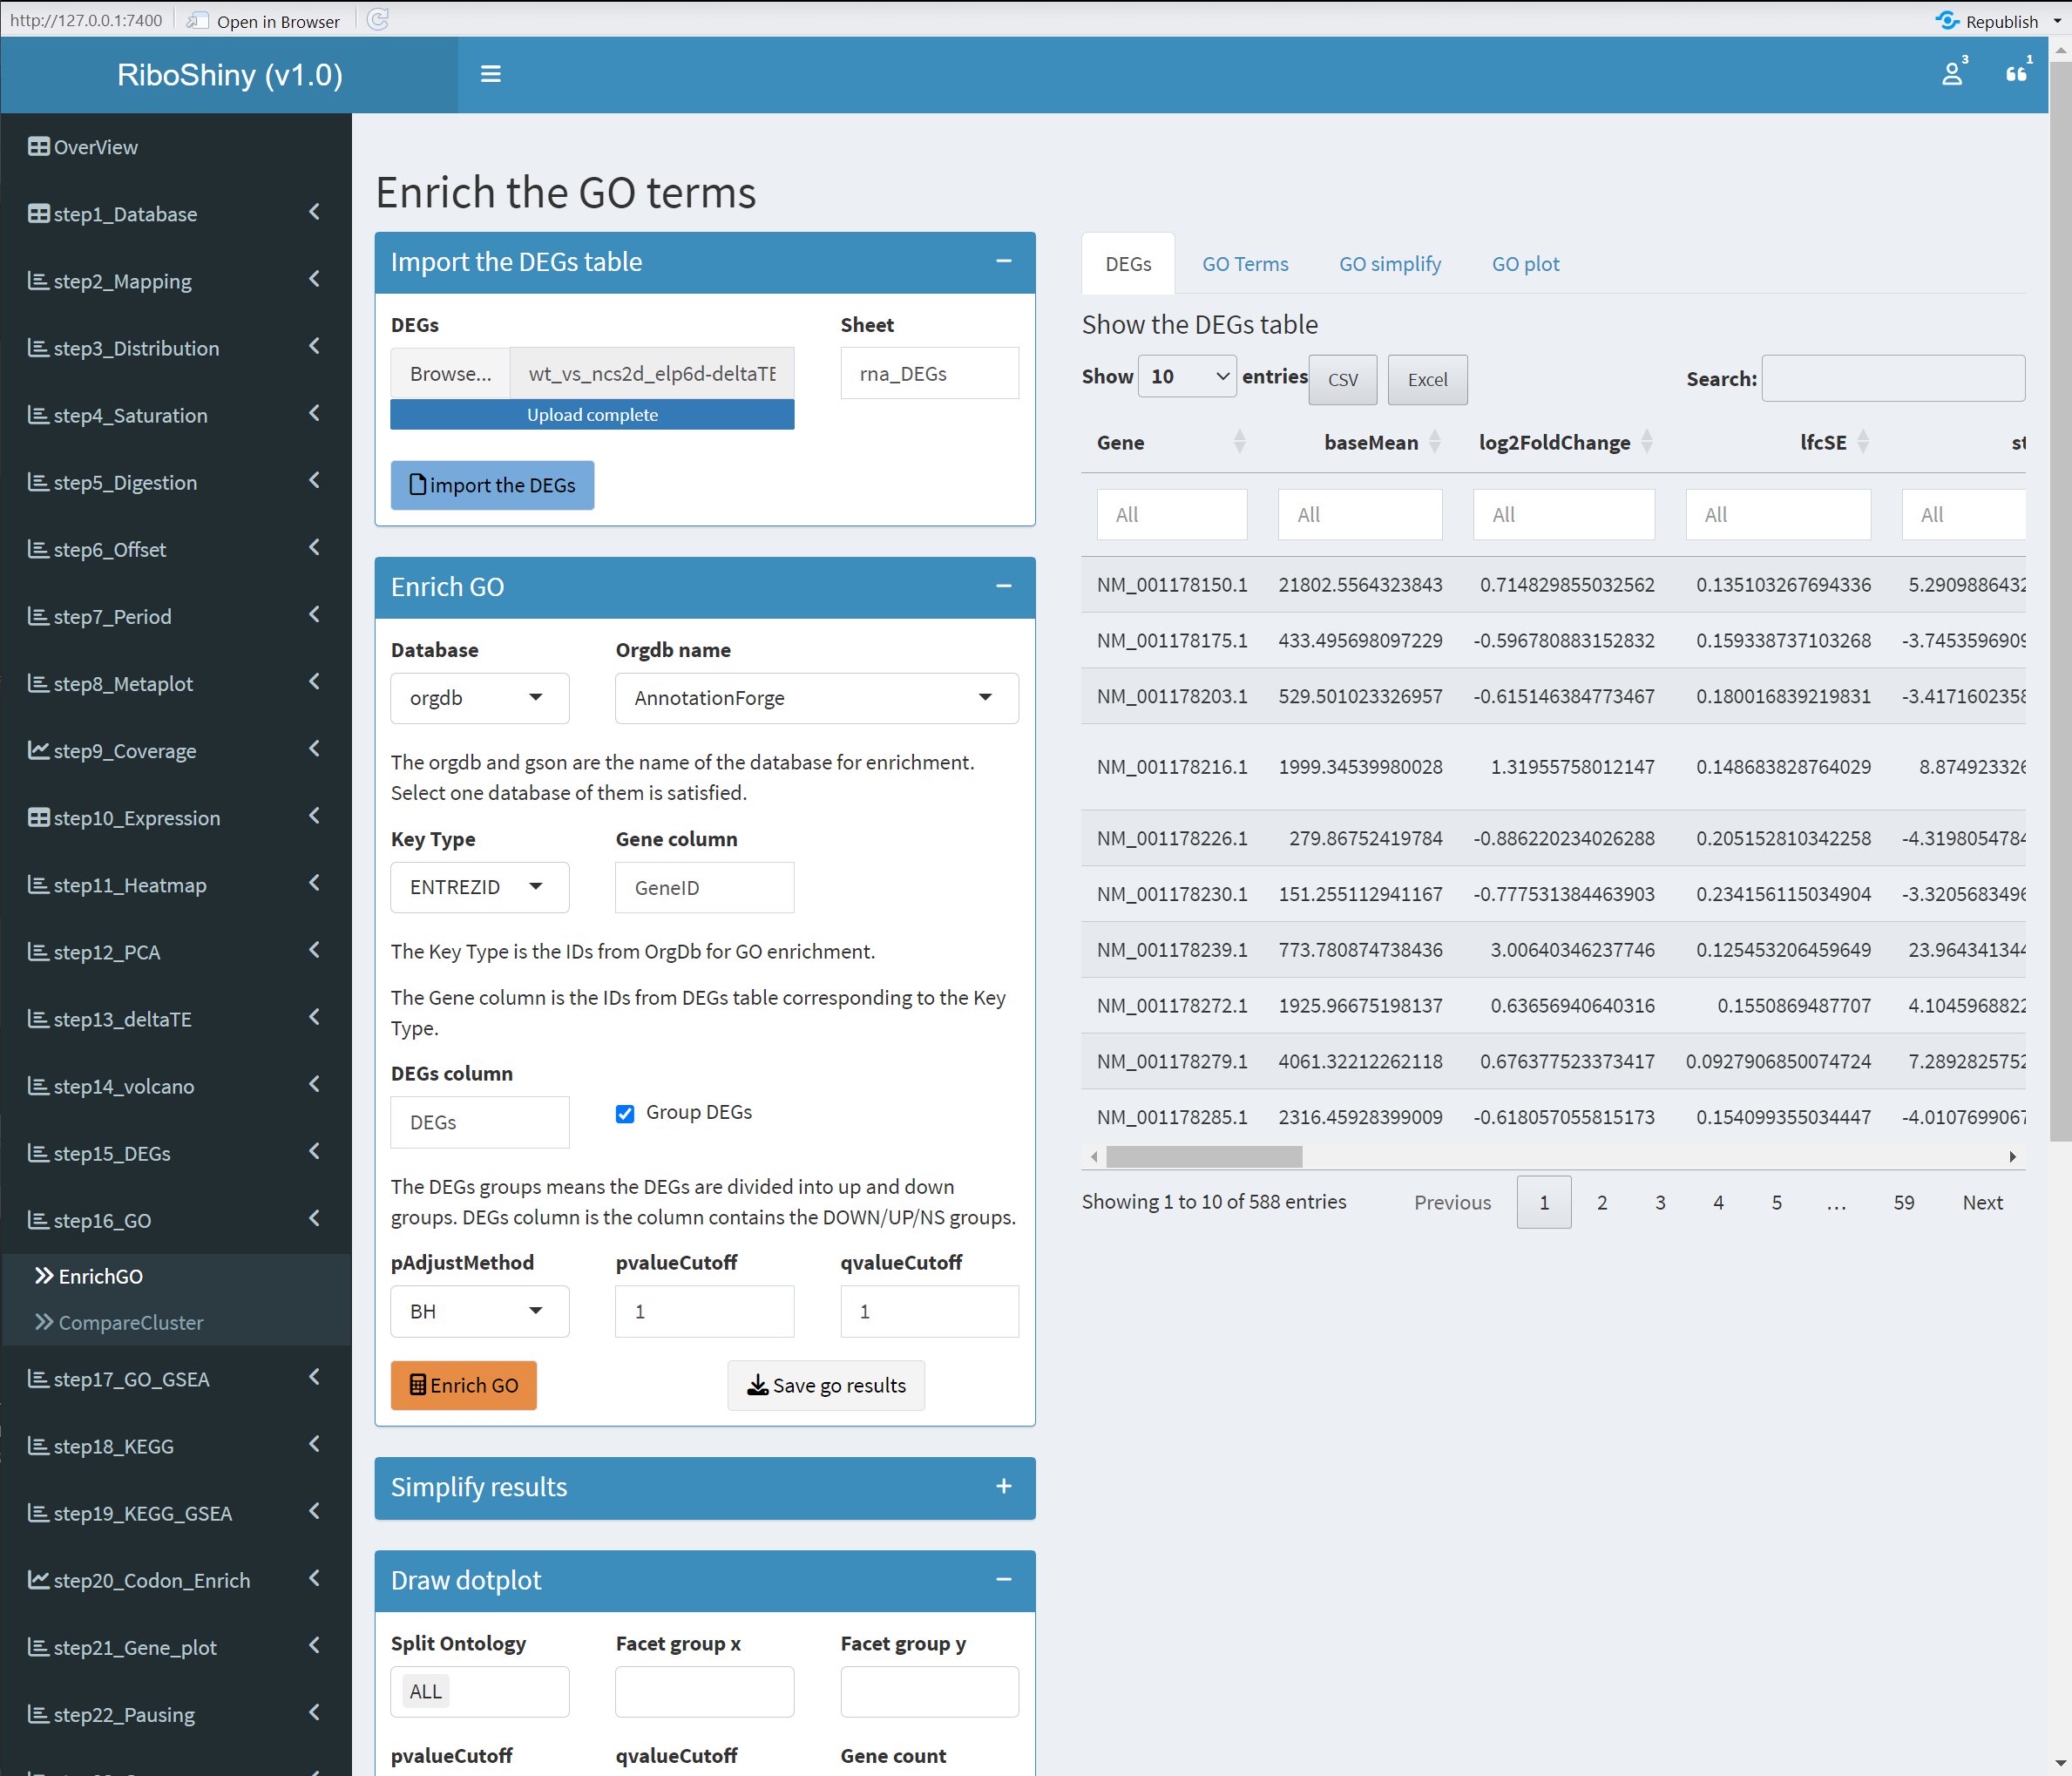 http://127.0.0.1:7400 Open in Browser Republish
RiboShiny (v1.0) 3 1
OverView
step1_Database
step2_Mapping
step3_Distribution
step4_Saturation
step5_Digestion
step6_Offset
step7_Period
step8_Metaplot
step9_Coverage
step10_Expression
step11_Heatmap
step12_PCA
step13_deltaTE
step14_volcano
step15_DEGs
step16_GO
EnrichGO
CompareCluster
step17_GO_GSEA
step18_KEGG
step19_KEGG_GSEA
step20_Codon_Enrich
step21_Gene_plot
step22_Pausing
Enrich the GO terms
Import the DEGs table
DEGs Sheet
Browse... wt_vs_ncs2d_elp6d-deltaTE rna_DEGs
Upload complete
import the DEGs
Enrich GO
Database Orgdb name
orgdb AnnotationForge
The orgdb and gson are the name of the database for enrichment.
Select one database of them is satisfied.
Key Type Gene column
ENTREZID GeneID
The Key Type is the IDs from OrgDb for GO enrichment.
The Gene column is the IDs from DEGs table corresponding to the Key
Type.
DEGs column
DEGs Group DEGs
The DEGs groups means the DEGs are divided into up and down
groups. DEGs column is the column contains the DOWN/UP/NS groups.
pAdjustMethod pvalueCutoff qvalueCutoff
BH 1 1
Enrich GO Save go results
Simplify results
Draw dotplot
Split Ontology Facet group x Facet group y
ALL
pvalueCutoff qvalueCutoff Gene count
DEGs GO Terms GO simplify GO plot
Show the DEGs table
Show 10 entries CSV Excel Search:
Gene baseMean log2FoldChange lfcSE st
All All All All All
NM_001178150.1 21802.5564323843 0.714829855032562 0.135103267694336 5.2909886432
NM_001178175.1 433.495698097229 -0.596780883152832 0.159338737103268 -3.7453596909
NM_001178203.1 529.501023326957 -0.615146384773467 0.180016839219831 -3.4171602358
NM_001178216.1 1999.34539980028 1.31955758012147 0.148683828764029 8.874923326
NM_001178226.1 279.86752419784 -0.886220234026288 0.205152810342258 -4.3198054784
NM_001178230.1 151.255112941167 -0.777531384463903 0.234156115034904 -3.3205683496
NM_001178239.1 773.780874738436 3.00640346237746 0.125453206459649 23.964341344
NM_001178272.1 1925.96675198137 0.63656940640316 0.1550869487707 4.1045968822
NM_001178279.1 4061.32212262118 0.676377523373417 0.0927906850074724 7.2892825752
NM_001178285.1 2316.45928399009 -0.618057055815173 0.154099355034447 -4.0107699067
Showing 1 to 10 of 588 entries Previous 1 2 3 4 5 … 59 Next